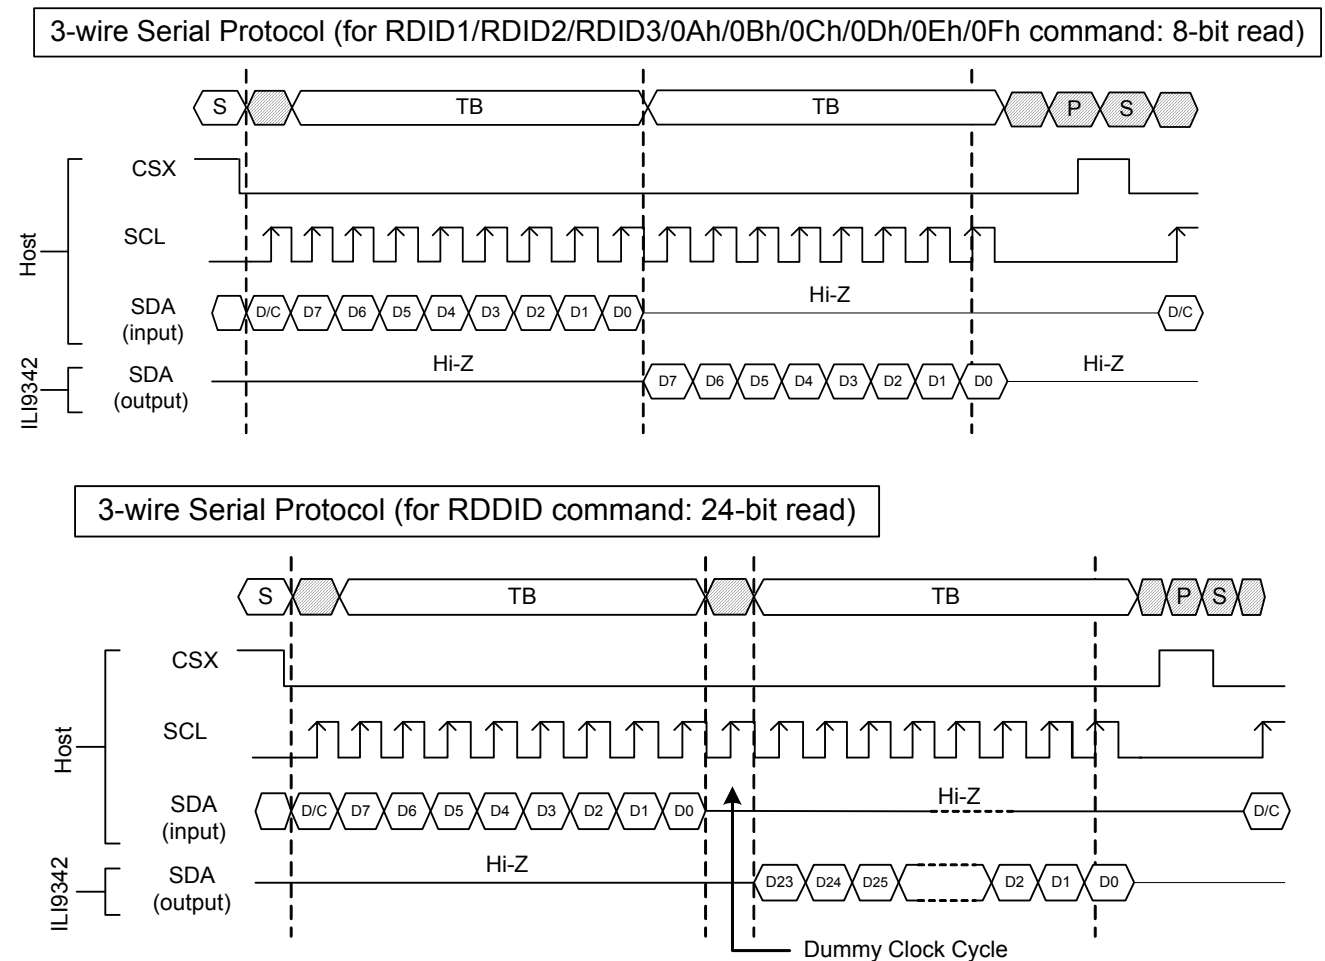 3-wire Serial Protocol (for RDID1/RDID2/RDID3/0Ah/0Bh/0Ch/0Dh/0Eh/0Fh command: 8-bit read)
S TB TB P S
CSX
SCL
Host
Hi-Z
SDA
(input)
D/C D7 D6 D5 D4 D3 D2 D1 D0 D/C
Hi-Z Hi-Z
ILI9342
SDA
(output)
D7 D6 D5 D4 D3 D2 D1 D0
3-wire Serial Protocol (for RDDID command: 24-bit read)
S TB TB P S
CSX
SCL
Host
Hi-Z
SDA
(input)
D/C D7 D6 D5 D4 D3 D2 D1 D0 D/C
Hi-Z
ILI9342
SDA
(output)
D23 D24 D25 D2 D1 D0
Dummy Clock Cycle